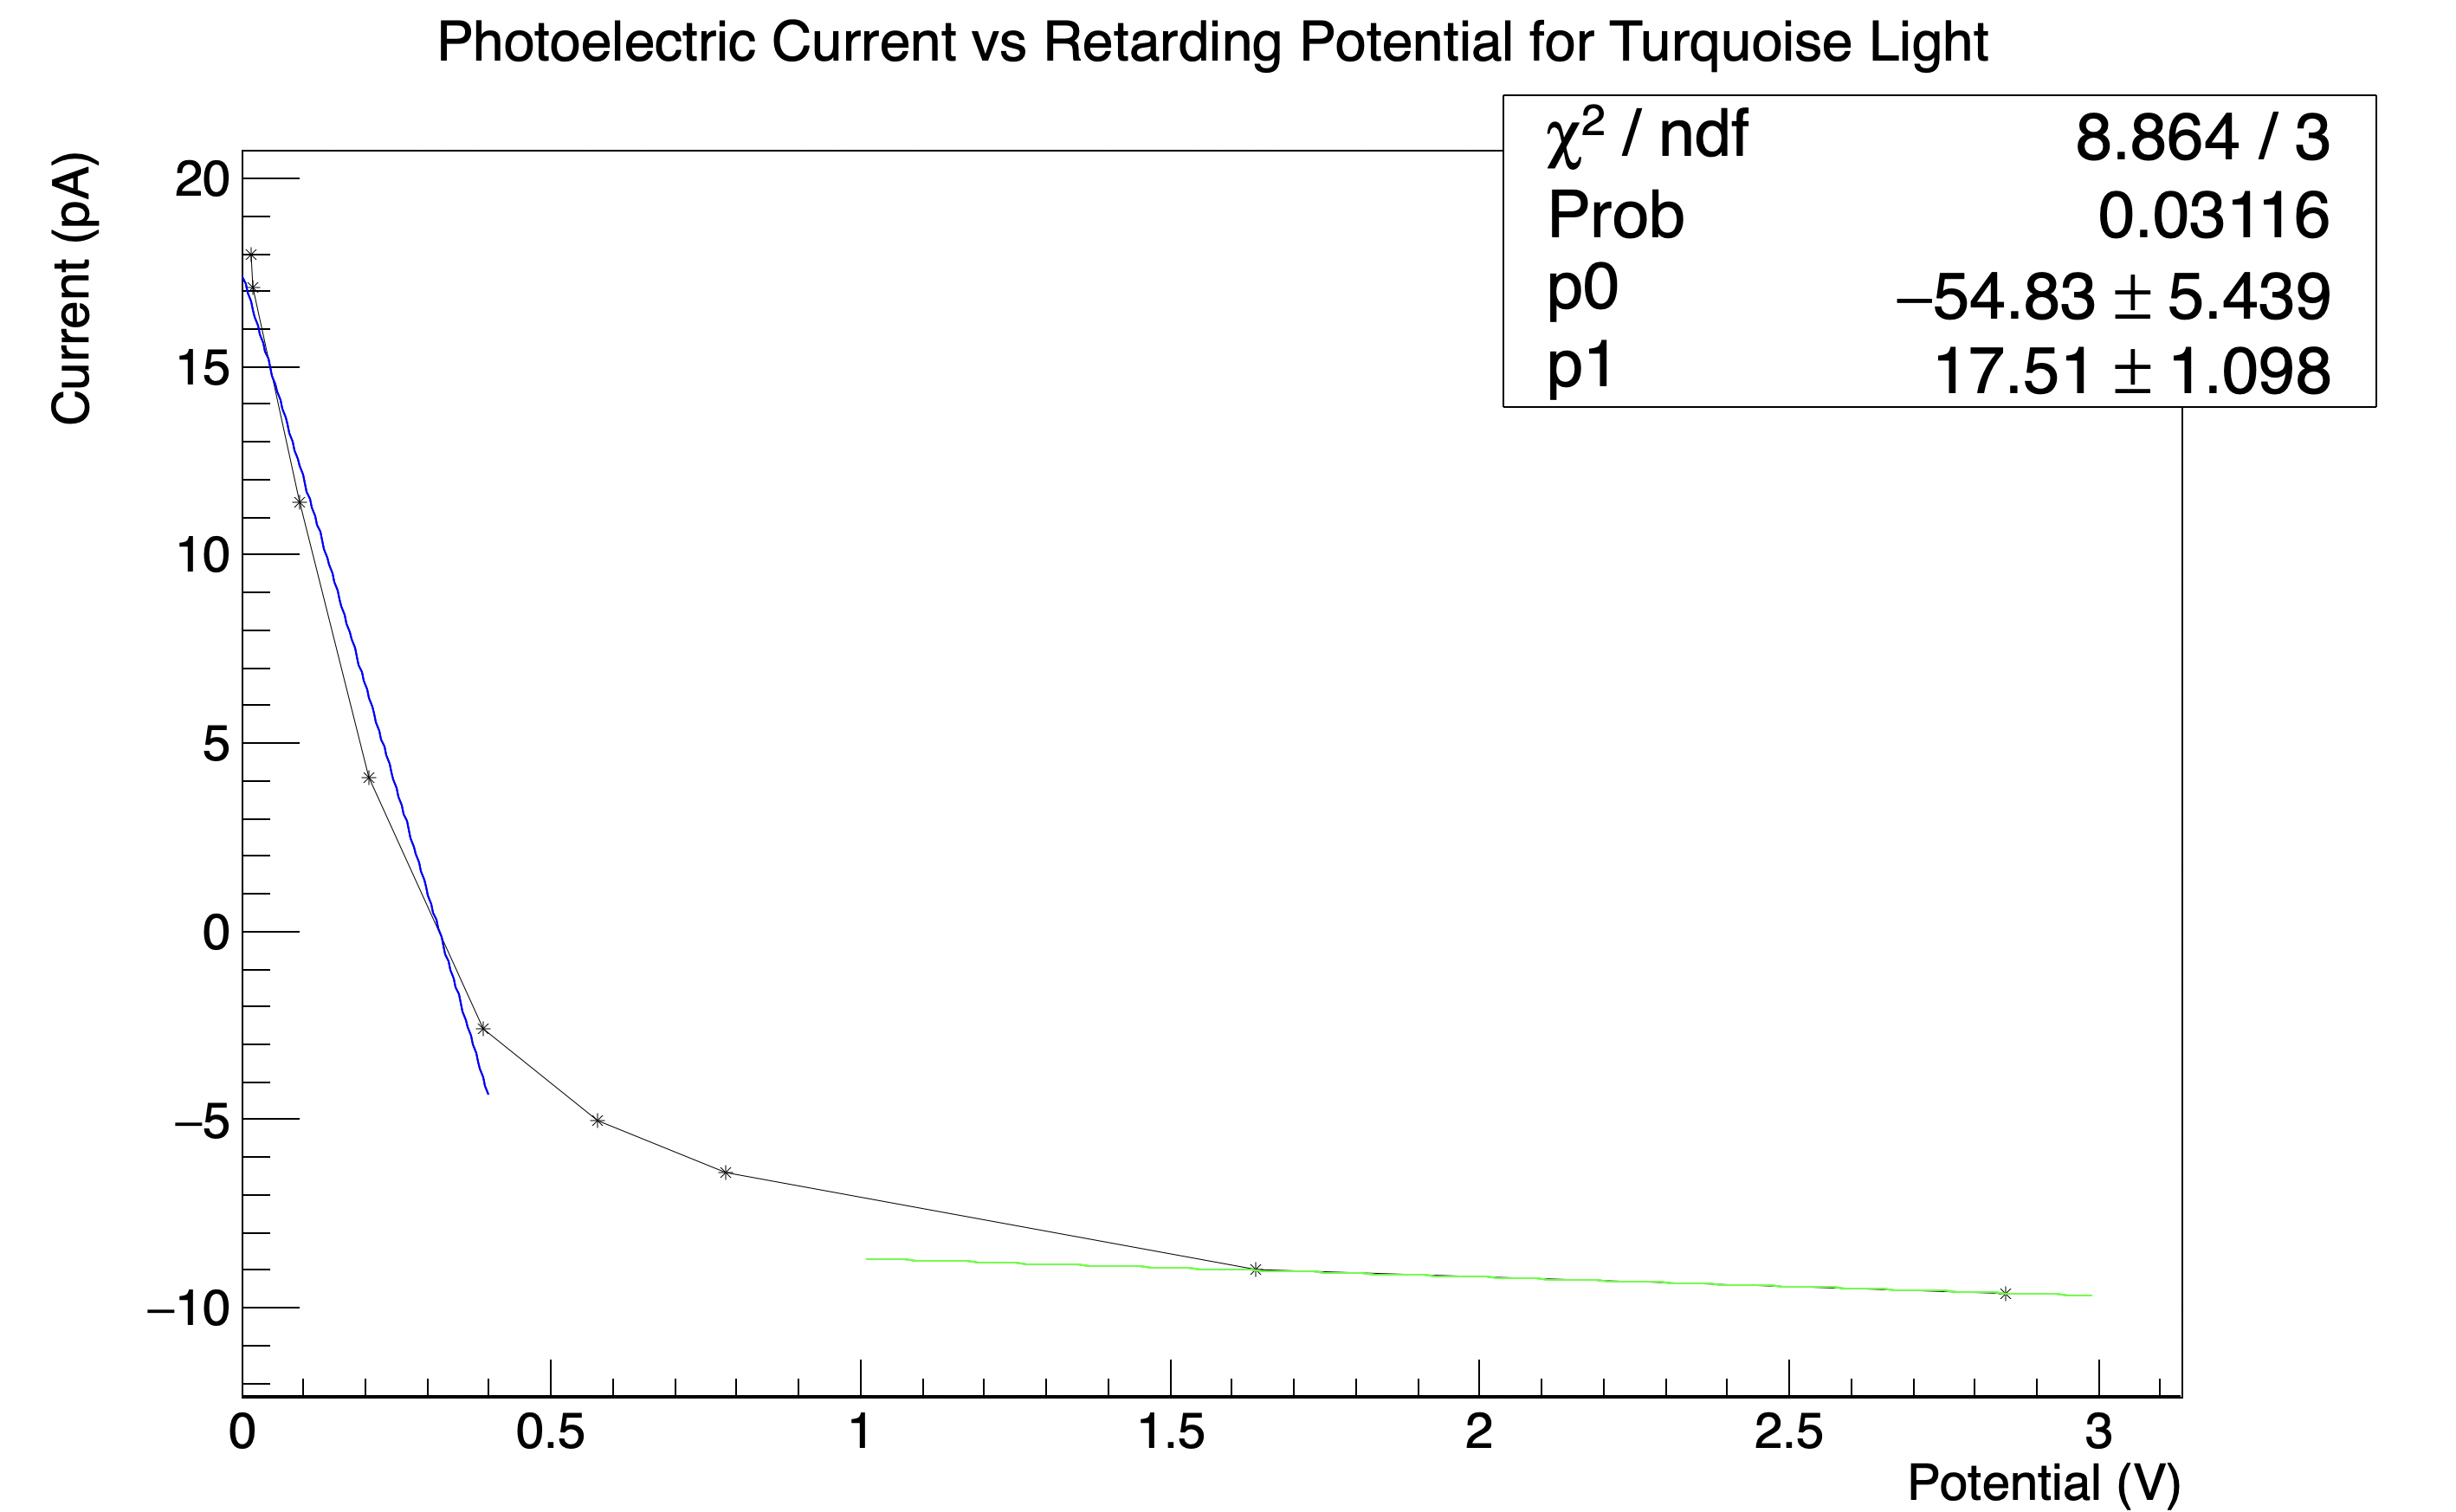 Photoelectric Current vs Retarding Potential for Turquoise Light
χ² / ndf 8.864 / 3
Prob 0.03116
p0 −54.83 ± 5.439
p1 17.51 ± 1.098
Current (pA)
20
15
10
5
0
−5
−10
0 0.5 1 1.5 2 2.5 3
Potential (V)